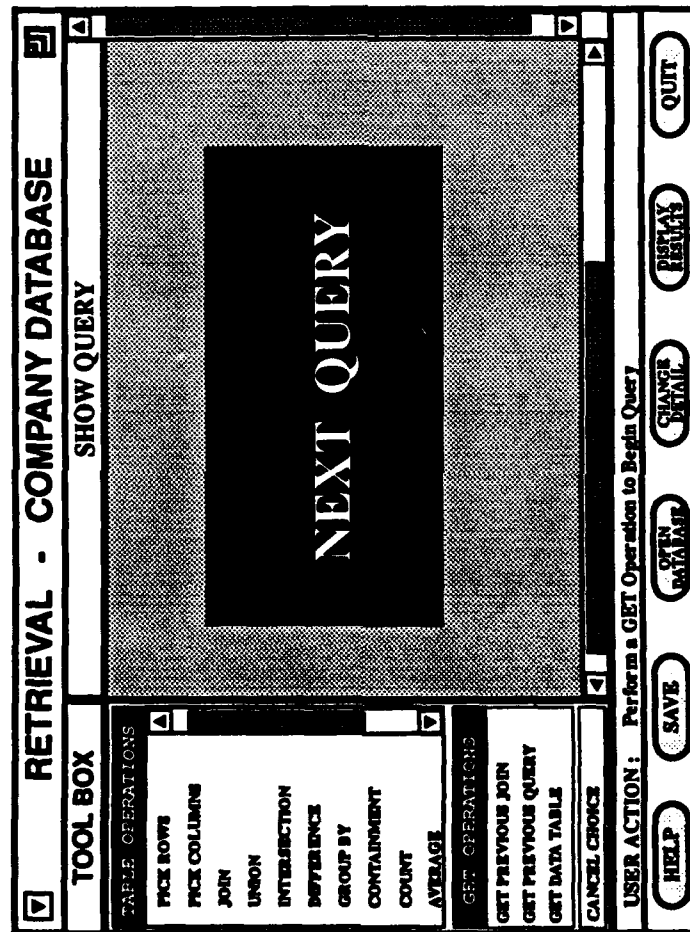 RETRIEVAL - COMPANY DATABASE
TOOL BOX
SHOW QUERY
TABLE OPERATIONS
PICK ROWS
PICK COLUMNS
JOIN
UNION
INTERSECTION
DIFFERENCE
GROUP BY
CONTAINMENT
COUNT
AVERAGE
GET OPERATIONS
GET PREVIOUS JOIN
GET PREVIOUS QUERY
GET DATA TABLE
CANCEL CHOICE
NEXT QUERY
USER ACTION: Perform a GET Operation to Begin Query
HELP
SAVE
OPEN
DATABASE
CHANGE
DETAIL
DISPLAY
RESULTS
QUIT